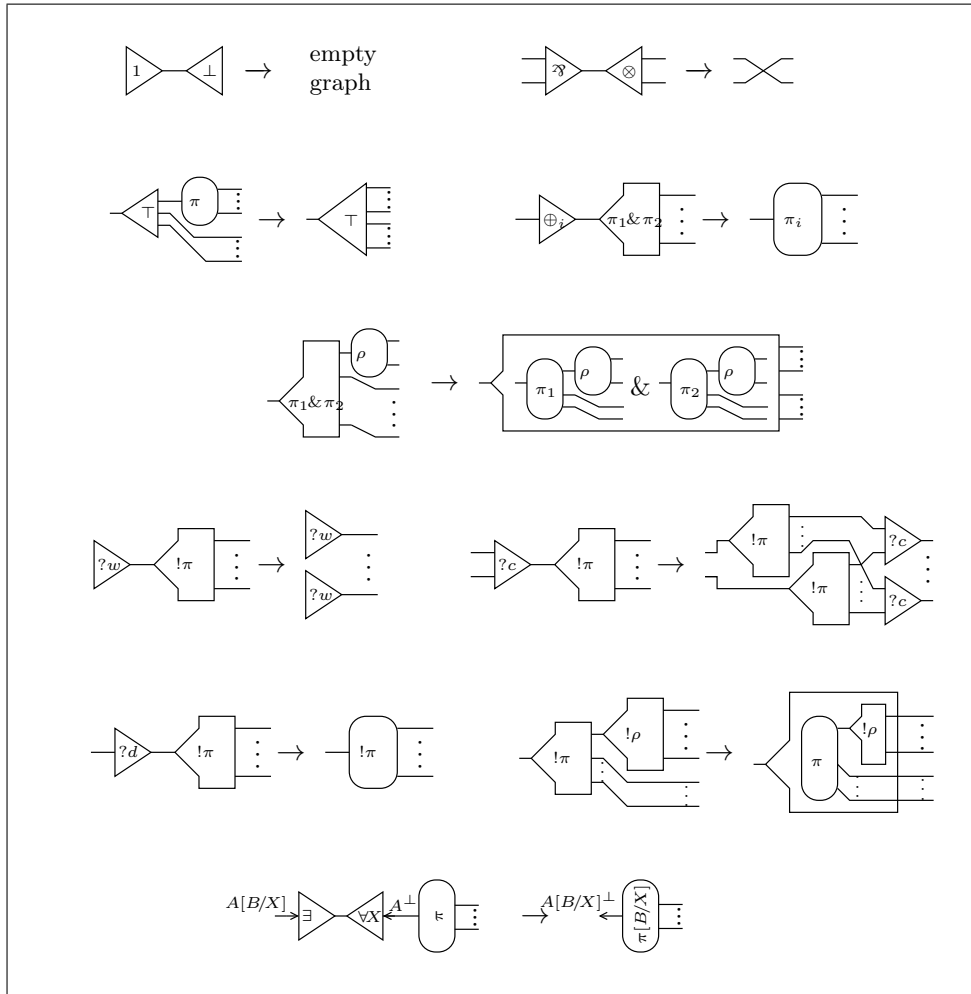 1 ⊥ → empty graph
⅋ ⊗ →
⊤ π → ⊤
⊕ᵢ π₁&π₂ → πᵢ
π₁&π₂ ρ → π₁ ρ & π₂ ρ
?w !π → ?w ?w
?c !π → !π !π ?c ?c
?d !π → !π
!π !ρ → π !ρ
A[B/X] ∃ ∀X A⊥ π → A[B/X]⊥ π[B/X]